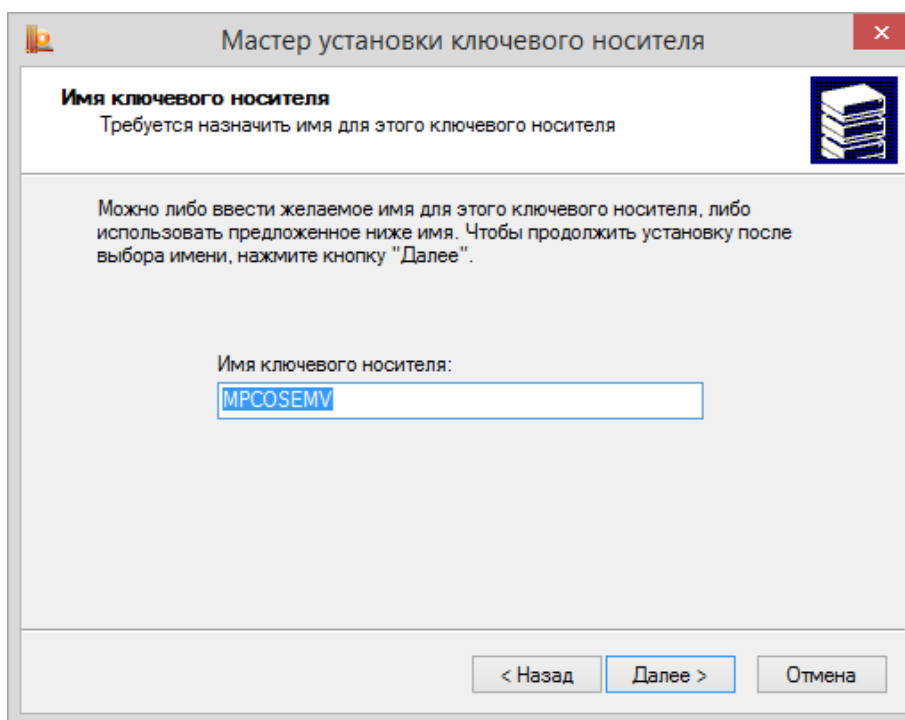 Мастер установки ключевого носителя
Имя ключевого носителя
Требуется назначить имя для этого ключевого носителя
Можно либо ввести желаемое имя для этого ключевого носителя, либо
использовать предложенное ниже имя. Чтобы продолжить установку после
выбора имени, нажмите кнопку "Далее".
Имя ключевого носителя:
MPCOSEMV
< Назад Далее > Отмена